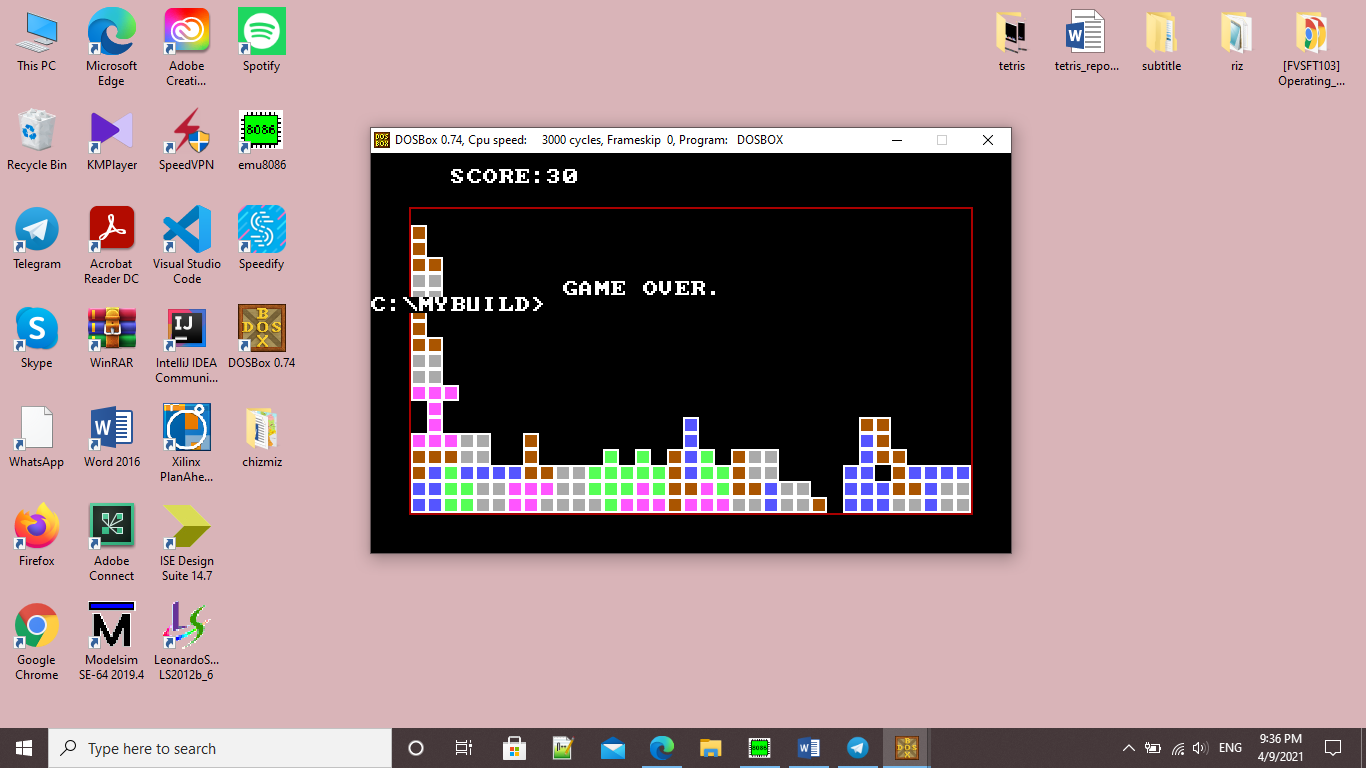 This PC
Microsoft
Edge
Adobe
Creati...
Spotify
tetris
tetris_repo...
subtitle
riz
[FVSFT103]
Operating_...
Recycle Bin
KMPlayer
SpeedVPN
8086
emu8086
DOSBox 0.74, Cpu speed: 3000 cycles, Frameskip 0, Program: DOSBOX
SCORE:30
GAME OVER.
C:\MYBUILD>
Telegram
Acrobat
Reader DC
Visual Studio
Code
Speedify
Skype
WinRAR
IJ
IntelliJ IDEA
Communi...
DOSBox 0.74
WhatsApp
Word 2016
Xilinx
PlanAhe...
chizmiz
Firefox
Adobe
Connect
ISE Design
Suite 14.7
Google
Chrome
Modelsim
SE-64 2019.4
LeonardoS...
LS2012b_6
Type here to search
ENG
9:36 PM
4/9/2021